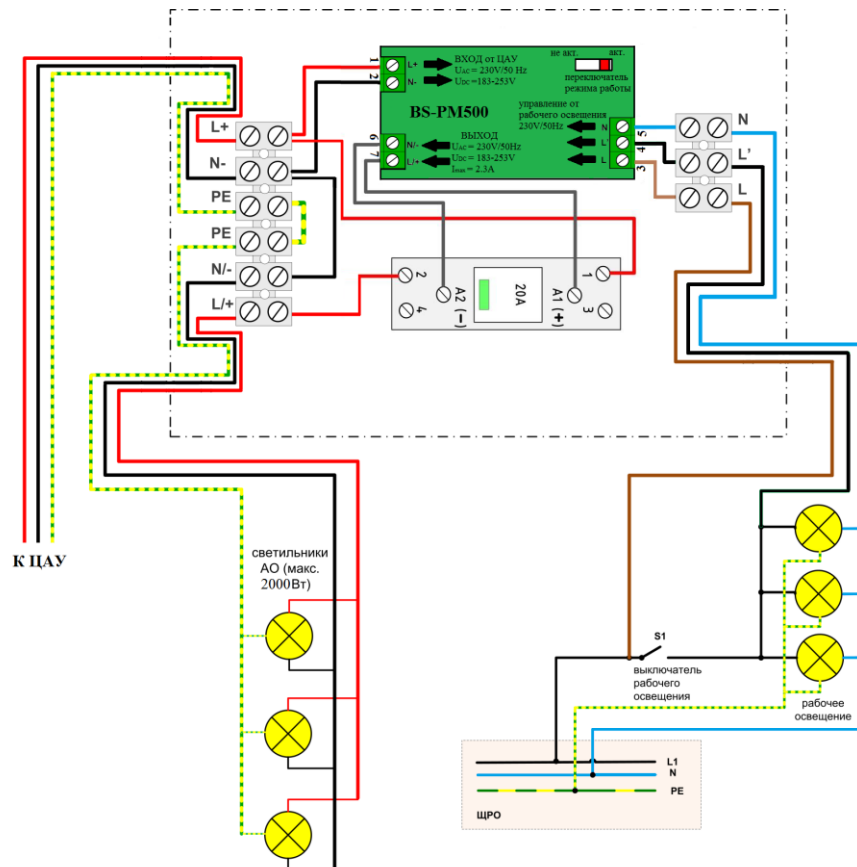 1
2
L+
N-
ВХОД от ЦАУ
UAC = 230V/50 Hz
UDC =183-253V
не акт.
акт.
переключатель
режима работы
BS-PM500
управление от
рабочего освещения
230V/50Hz
N
L'
L
5
4
3
6
7
N/-
L/+
ВЫХОД
UAC = 230V/50Hz
UDC = 183-253V
Imax = 2.3A
L+
N-
PE
PE
N/-
L/+
N
L'
L
2
4
A2 (−)
20A
A1 (+)
1
3
К ЦАУ
светильники
АО (макс.
2000Вт)
S1
выключатель
рабочего
освещения
рабочее
освещение
L1
N
PE
ЩРО